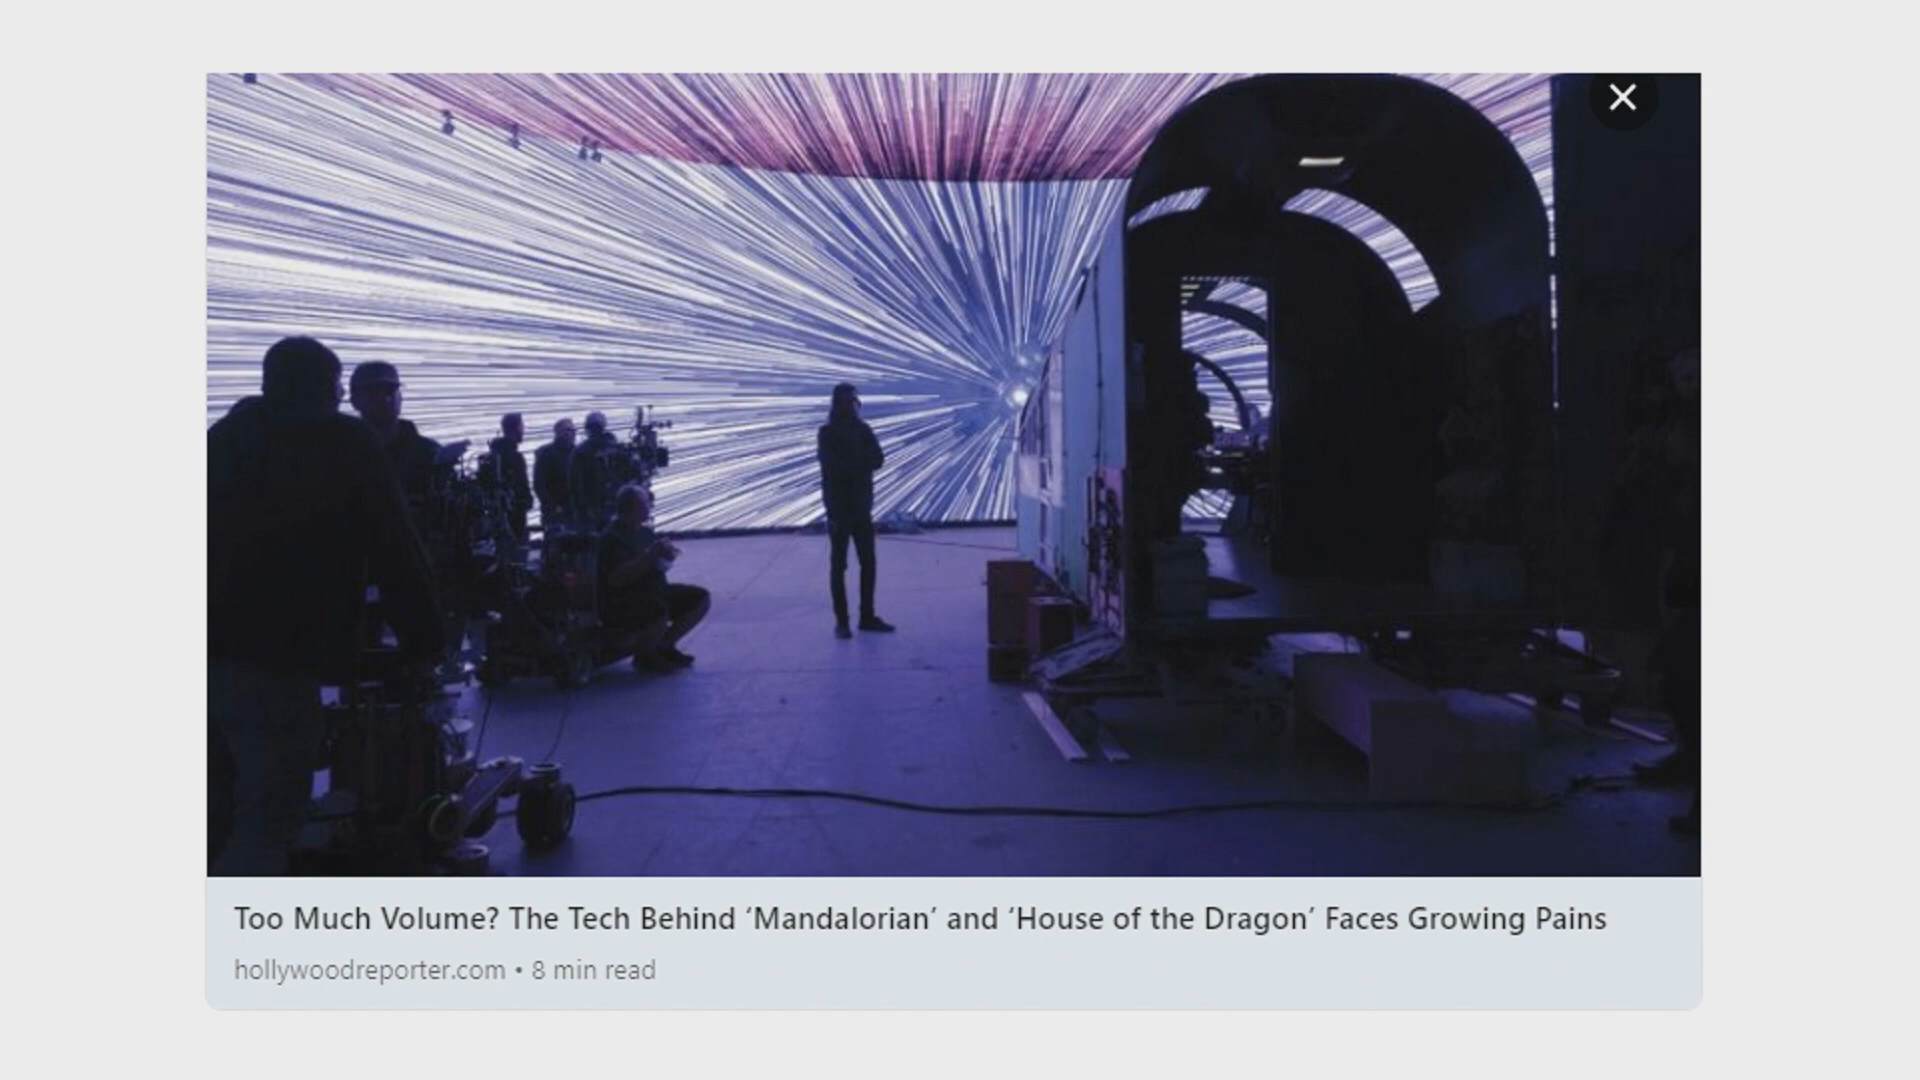 Too Much Volume? The Tech Behind ‘Mandalorian’ and ‘House of the Dragon’ Faces Growing Pains
hollywoodreporter.com • 8 min read